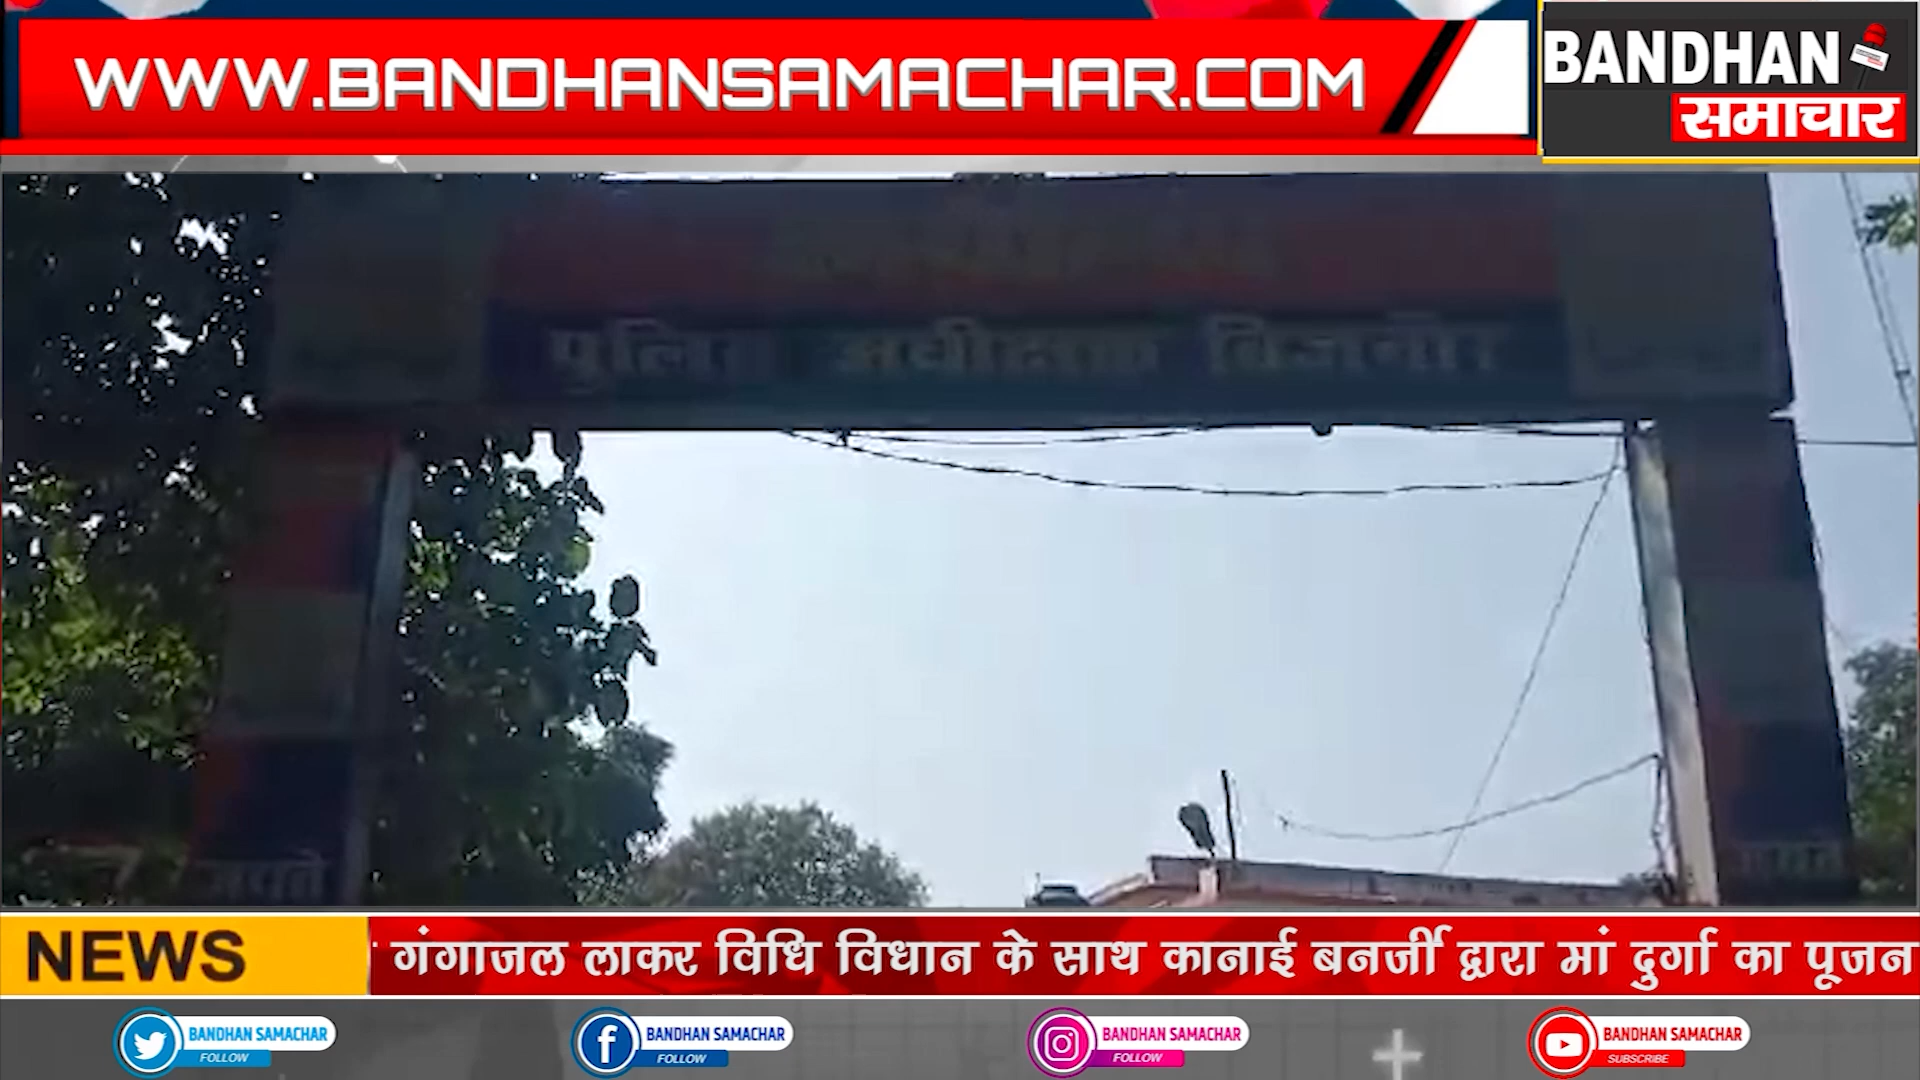 WWW.BANDHANSAMACHAR.COM
BANDHAN
समाचार
पुलिस अधीक्षक बिजनौर
NEWS
गंगाजल लाकर विधि विधान के साथ कानाई बनर्जी द्वारा मां दुर्गा का पूजन
BANDHAN SAMACHAR
FOLLOW
BANDHAN SAMACHAR
FOLLOW
BANDHAN SAMACHAR
FOLLOW
BANDHAN SAMACHAR
SUBSCRIBE